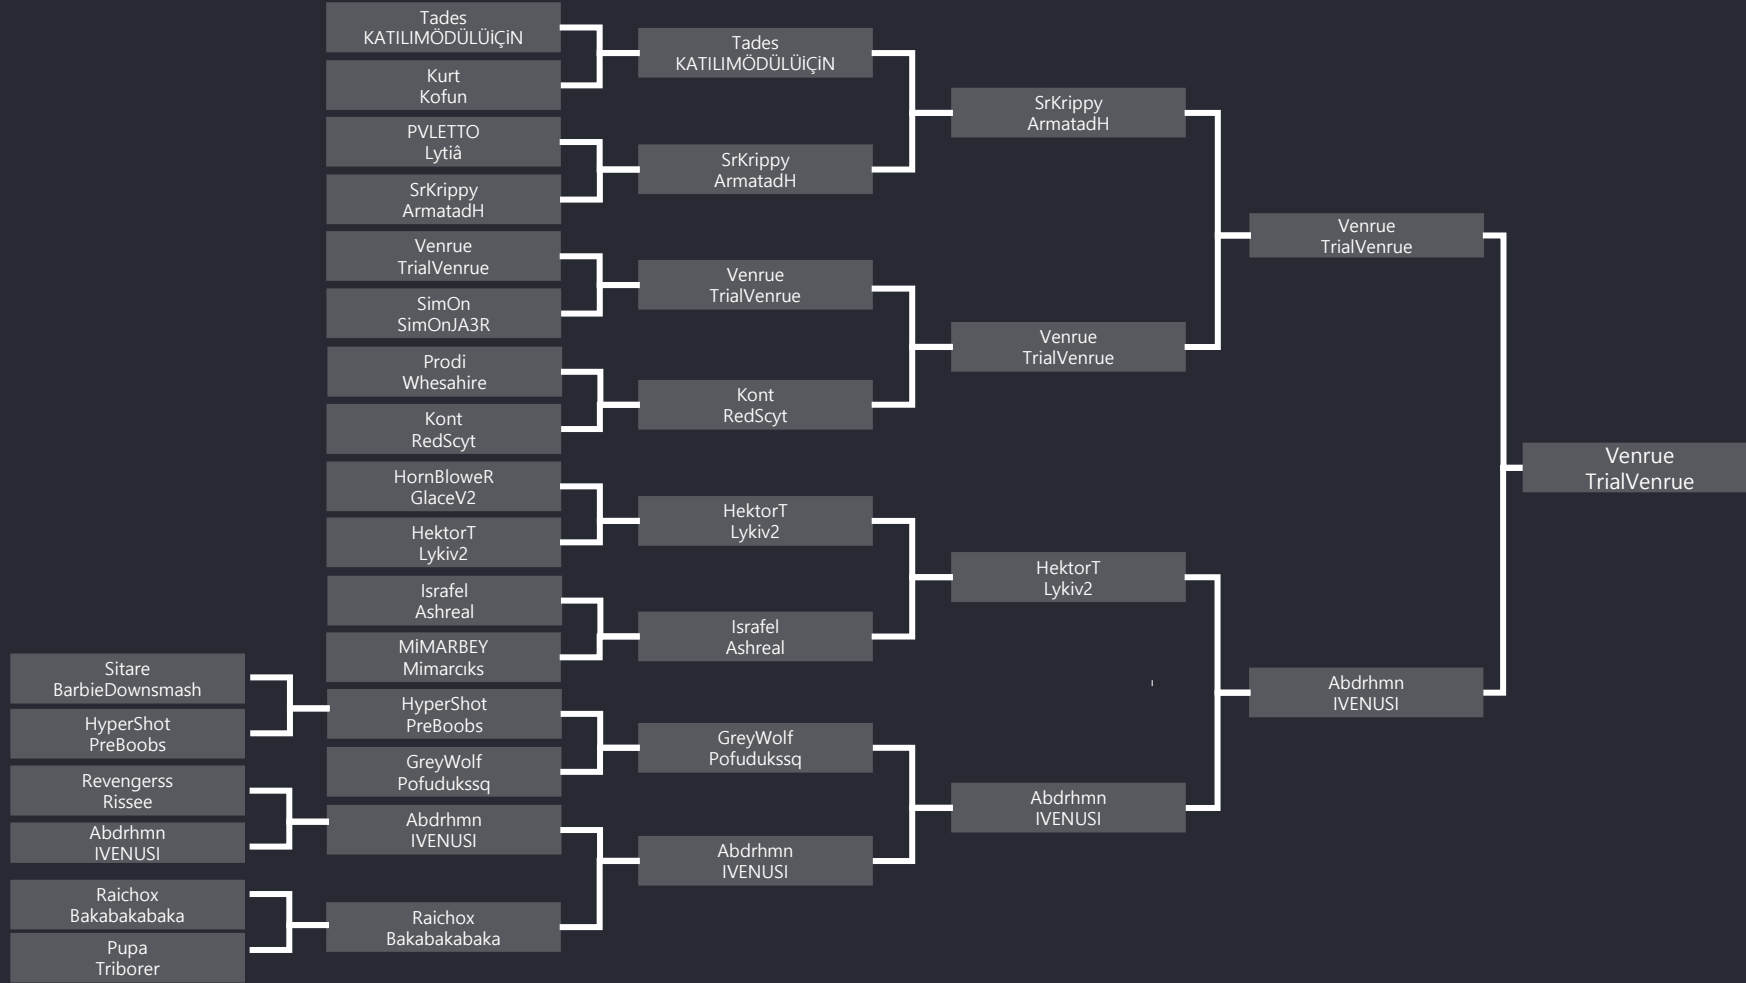 Tades
KATILIMÖDÜLÜİÇİN
Kurt
Kofun
PVLETTO
Lytiâ
SrKrippy
ArmatadH
Venrue
TrialVenrue
SimOn
SimOnJA3R
Prodi
Whesahire
Kont
RedScyt
HornBloweR
GlaceV2
HektorT
Lykiv2
Israfel
Ashreal
MİMARBEY
Mimarcıks
Sitare
BarbieDownsmash
HyperShot
PreBoobs
Revengerss
Rissee
Abdrhmn
IVENUSI
Raichox
Bakabakabaka
Pupa
Triborer
HyperShot
PreBoobs
GreyWolf
Pofudukssq
Abdrhmn
IVENUSI
Raichox
Bakabakabaka
Tades
KATILIMÖDÜLÜİÇİN
SrKrippy
ArmatadH
Venrue
TrialVenrue
Kont
RedScyt
HektorT
Lykiv2
Israfel
Ashreal
GreyWolf
Pofudukssq
Abdrhmn
IVENUSI
SrKrippy
ArmatadH
Venrue
TrialVenrue
HektorT
Lykiv2
Abdrhmn
IVENUSI
Venrue
TrialVenrue
Abdrhmn
IVENUSI
Venrue
TrialVenrue